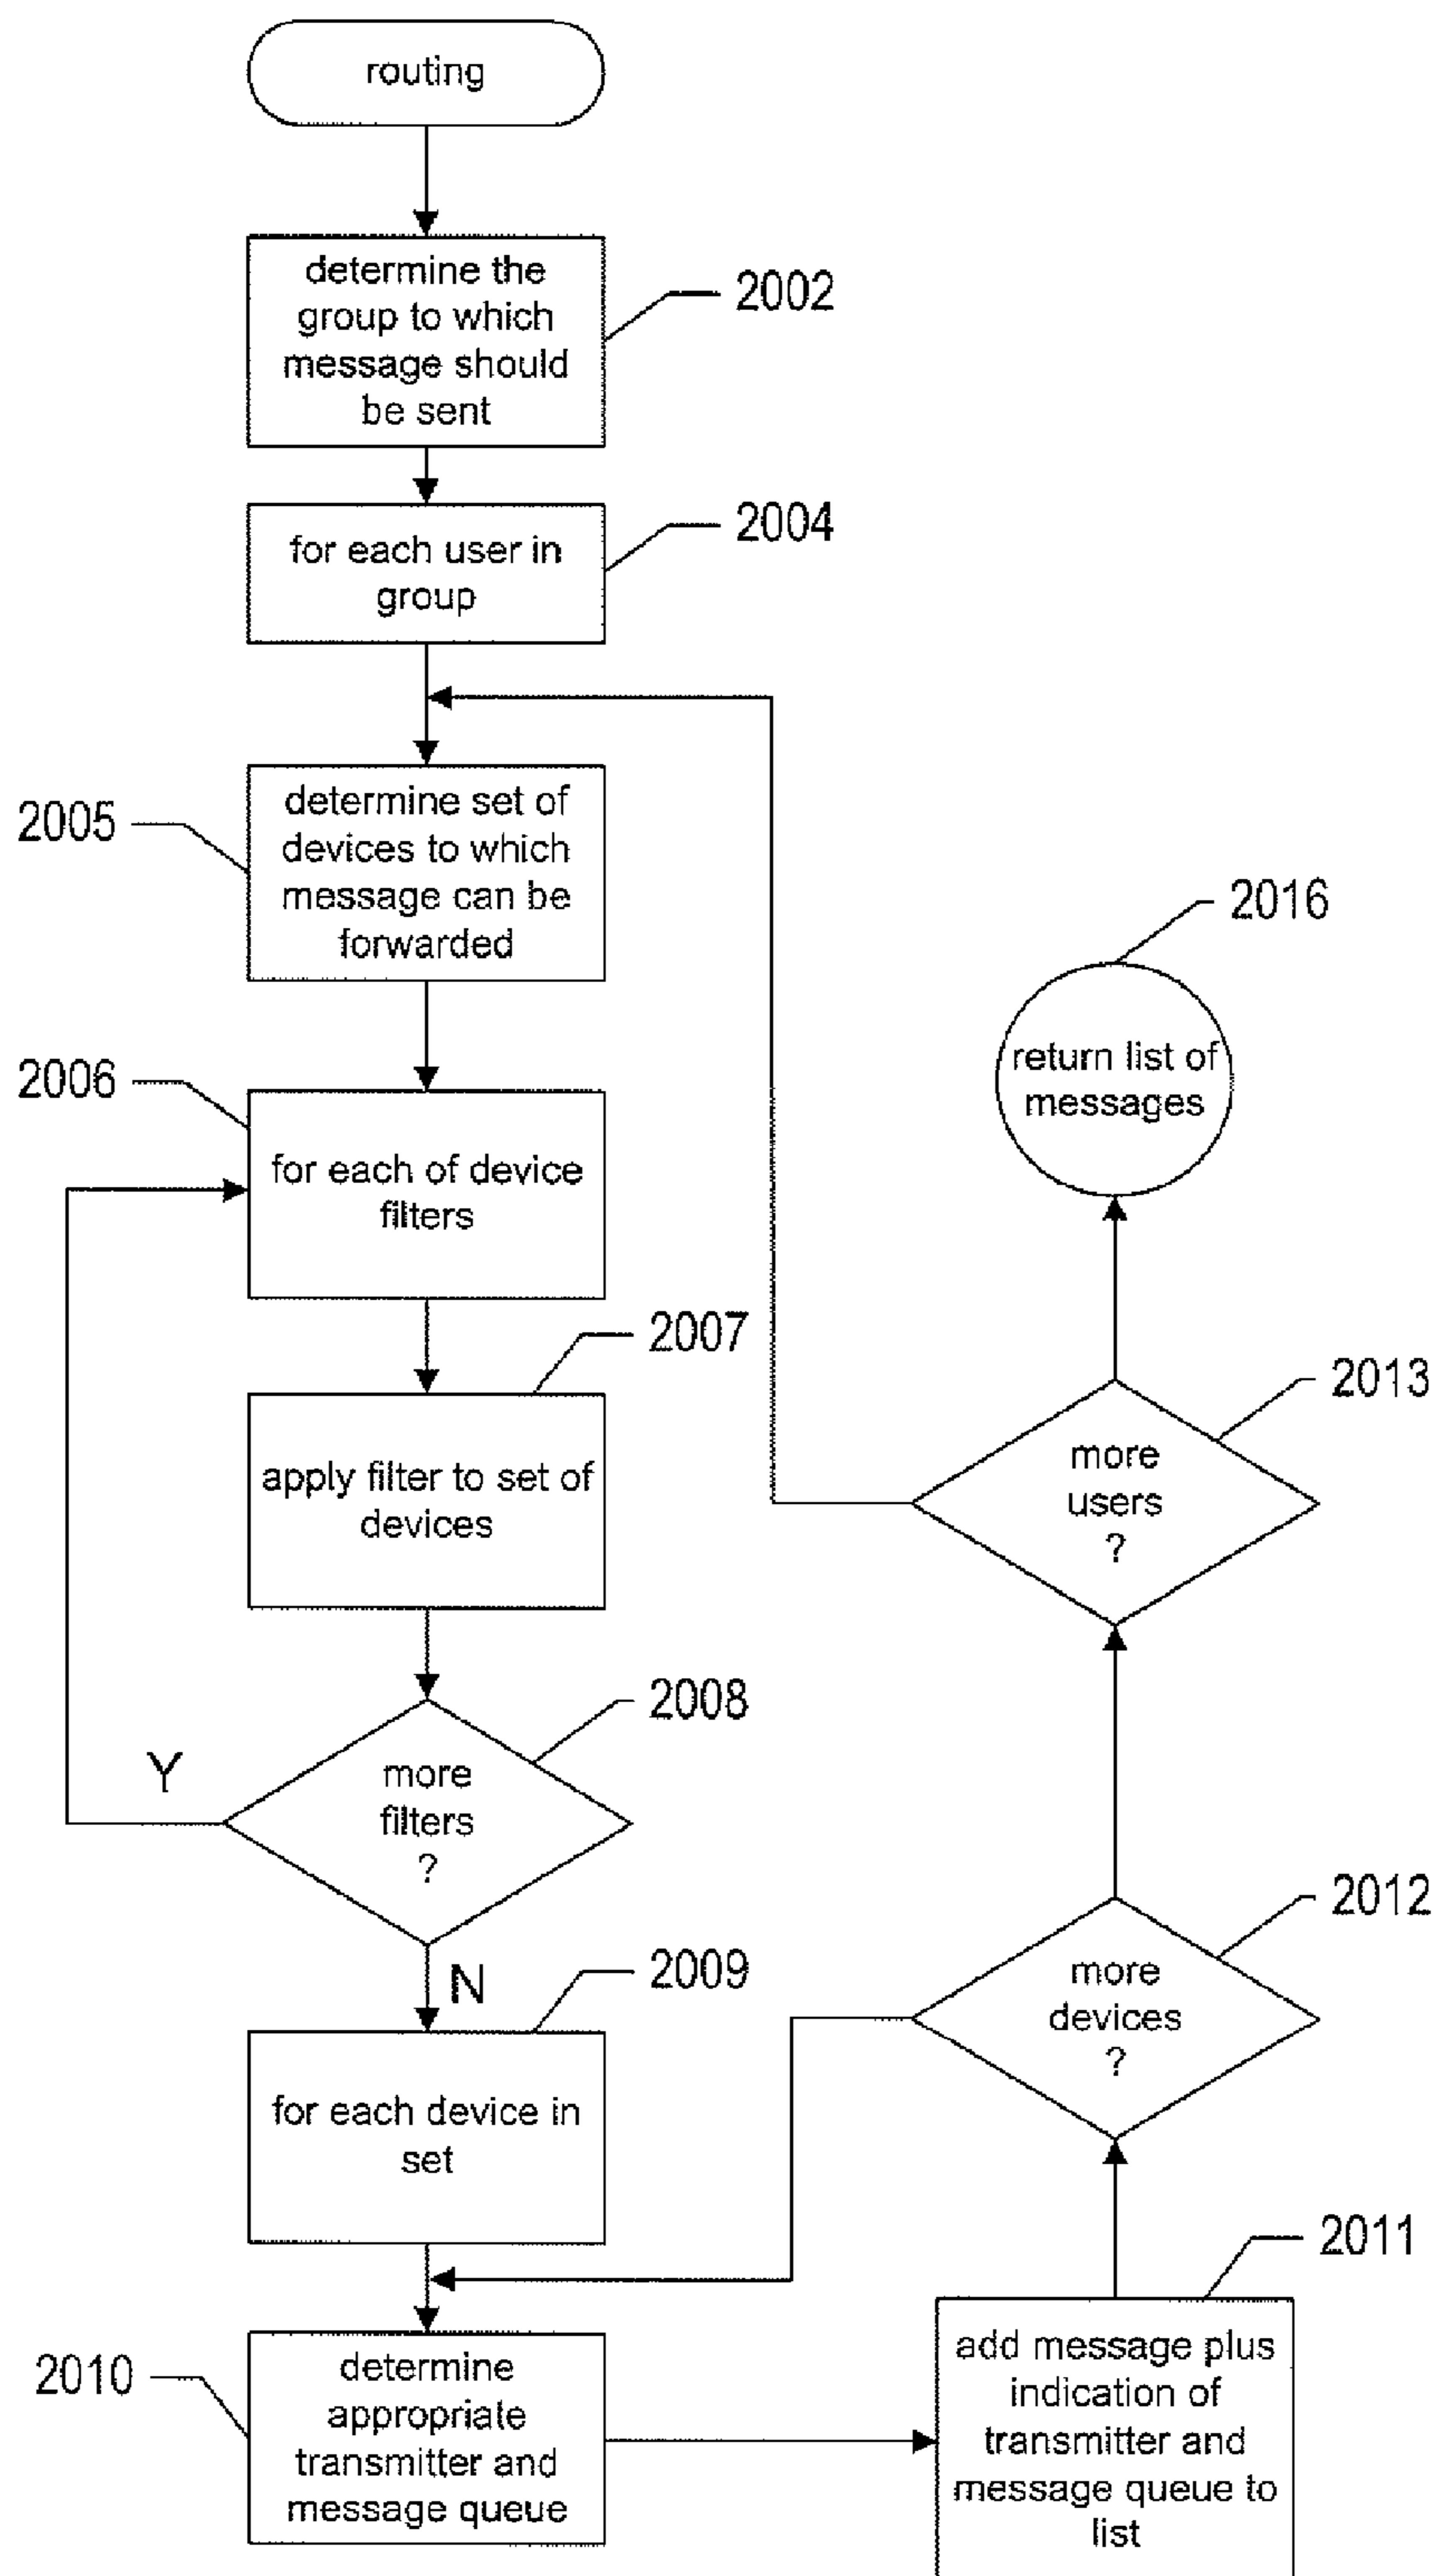 routing
determine the
group to which
message should
be sent
2002
for each user in
group
2004
determine set of
devices to which
message can be
forwarded
2005
for each of device
filters
2006
apply filter to set of
devices
2007
more
filters
?
2008
Y
N
for each device in
set
2009
determine
appropriate
transmitter and
message queue
2010
add message plus
indication of
transmitter and
message queue to
list
2011
more
devices
?
2012
more
users
?
2013
return list of
messages
2016